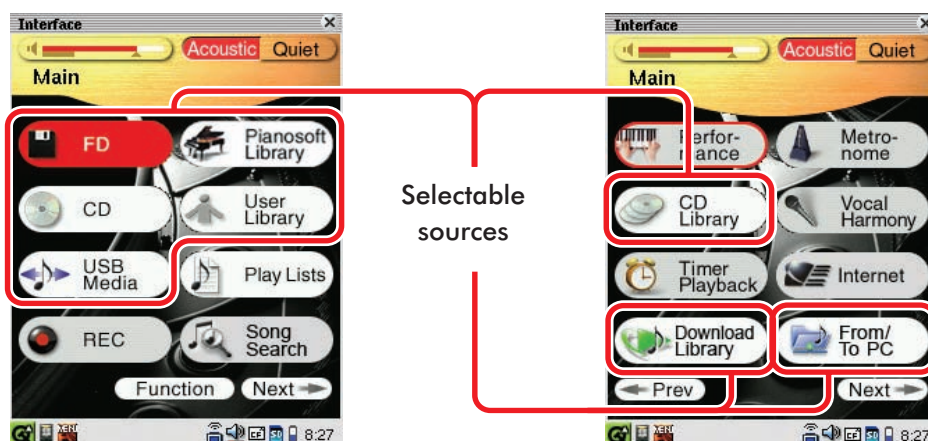 Interface
Acoustic
Quiet
Main
FD
Pianosoft
Library
CD
User
Library
USB
Media
Play Lists
REC
Song
Search
Function
Next
8:27
Selectable
sources
Interface
Acoustic
Quiet
Main
Perfor-
mance
Metro-
nome
CD
Library
Vocal
Harmony
Timer
Playback
Internet
Download
Library
From/
To PC
Prev
Next
8:27